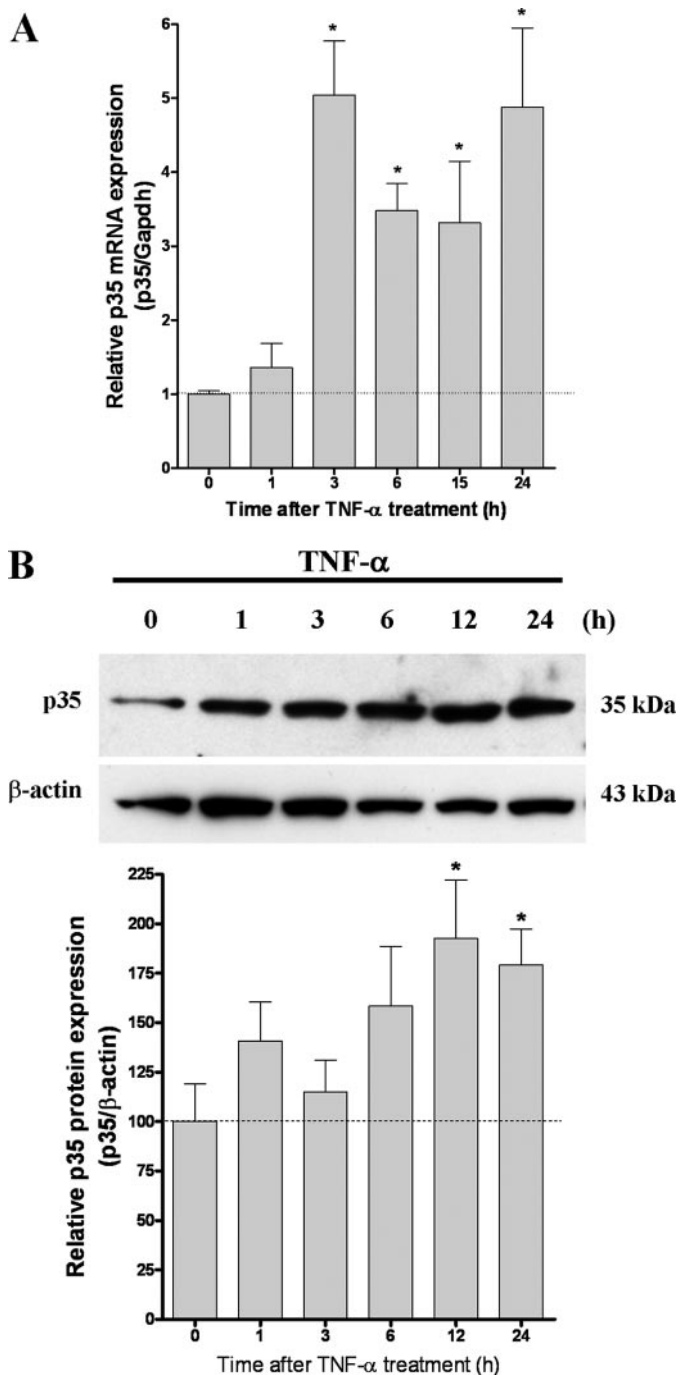 A
Relative p35 mRNA expression
(p35/Gapdh)
6
5
4
3
2
1
0
* * * *
0 1 3 6 15 24
Time after TNF-α treatment (h)
B
TNF-α
0 1 3 6 12 24 (h)
p35 35 kDa
β-actin 43 kDa
Relative p35 protein expression
(p35/β-actin)
225
200
175
150
125
100
75
50
25
0
* *
0 1 3 6 12 24
Time after TNF-α treatment (h)